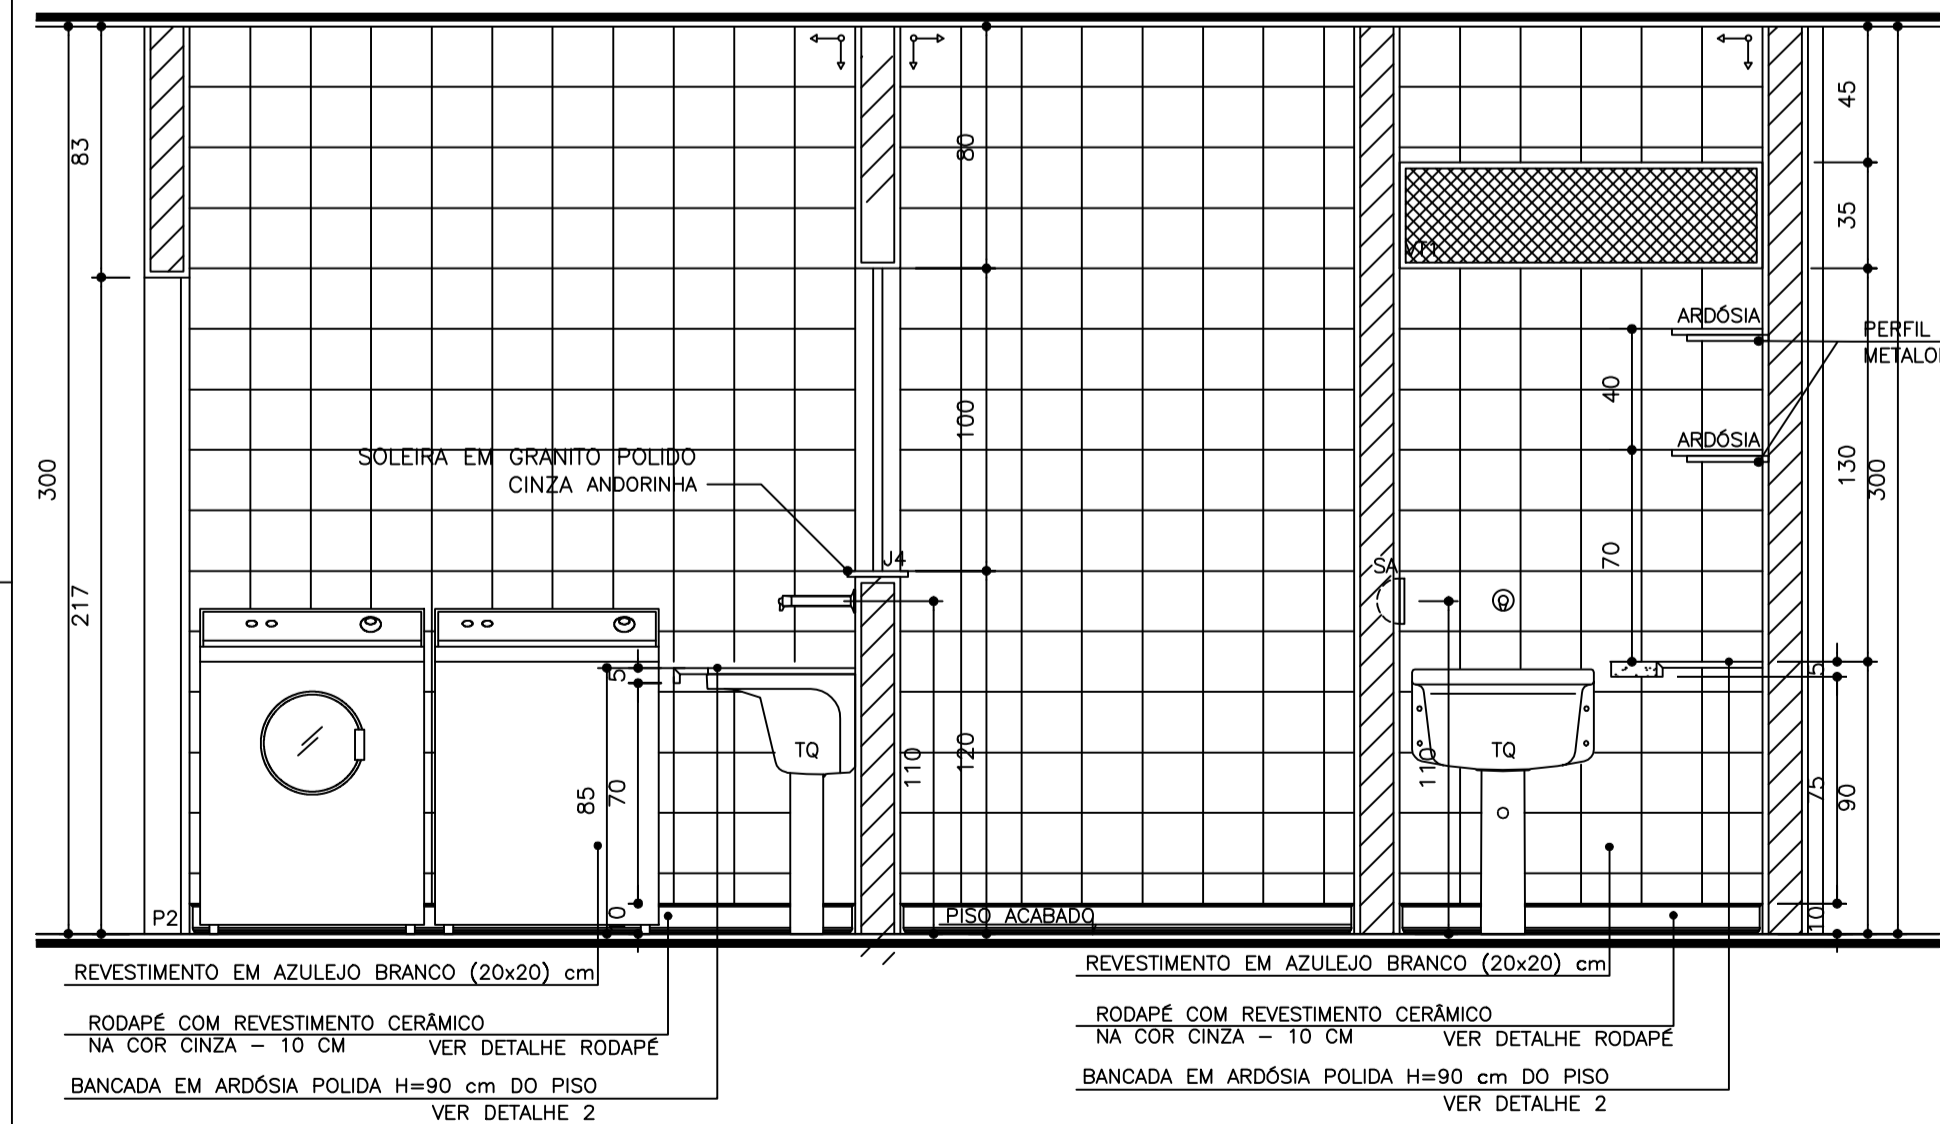 83
300
217
P2
SOLEIRA EM GRANITO POLIDO
CINZA ANDORINHA
J4
5
85
70
10
TQ
110
80
100
120
PISO ACABADO
SA
110
TQ
VT1
ARDÓSIA
ARDÓSIA
40
70
PERFIL
45
35
130
300
5
75
90
10
REVESTIMENTO EM AZULEJO BRANCO (20x20) cm
RODAPÉ COM REVESTIMENTO CERÂMICO
NA COR CINZA – 10 CM VER DETALHE RODAPÉ
BANCADA EM ARDÓSIA POLIDA H=90 cm DO PISO
VER DETALHE 2
REVESTIMENTO EM AZULEJO BRANCO (20x20) cm
RODAPÉ COM REVESTIMENTO CERÂMICO
NA COR CINZA – 10 CM VER DETALHE RODAPÉ
BANCADA EM ARDÓSIA POLIDA H=90 cm DO PISO
VER DETALHE 2